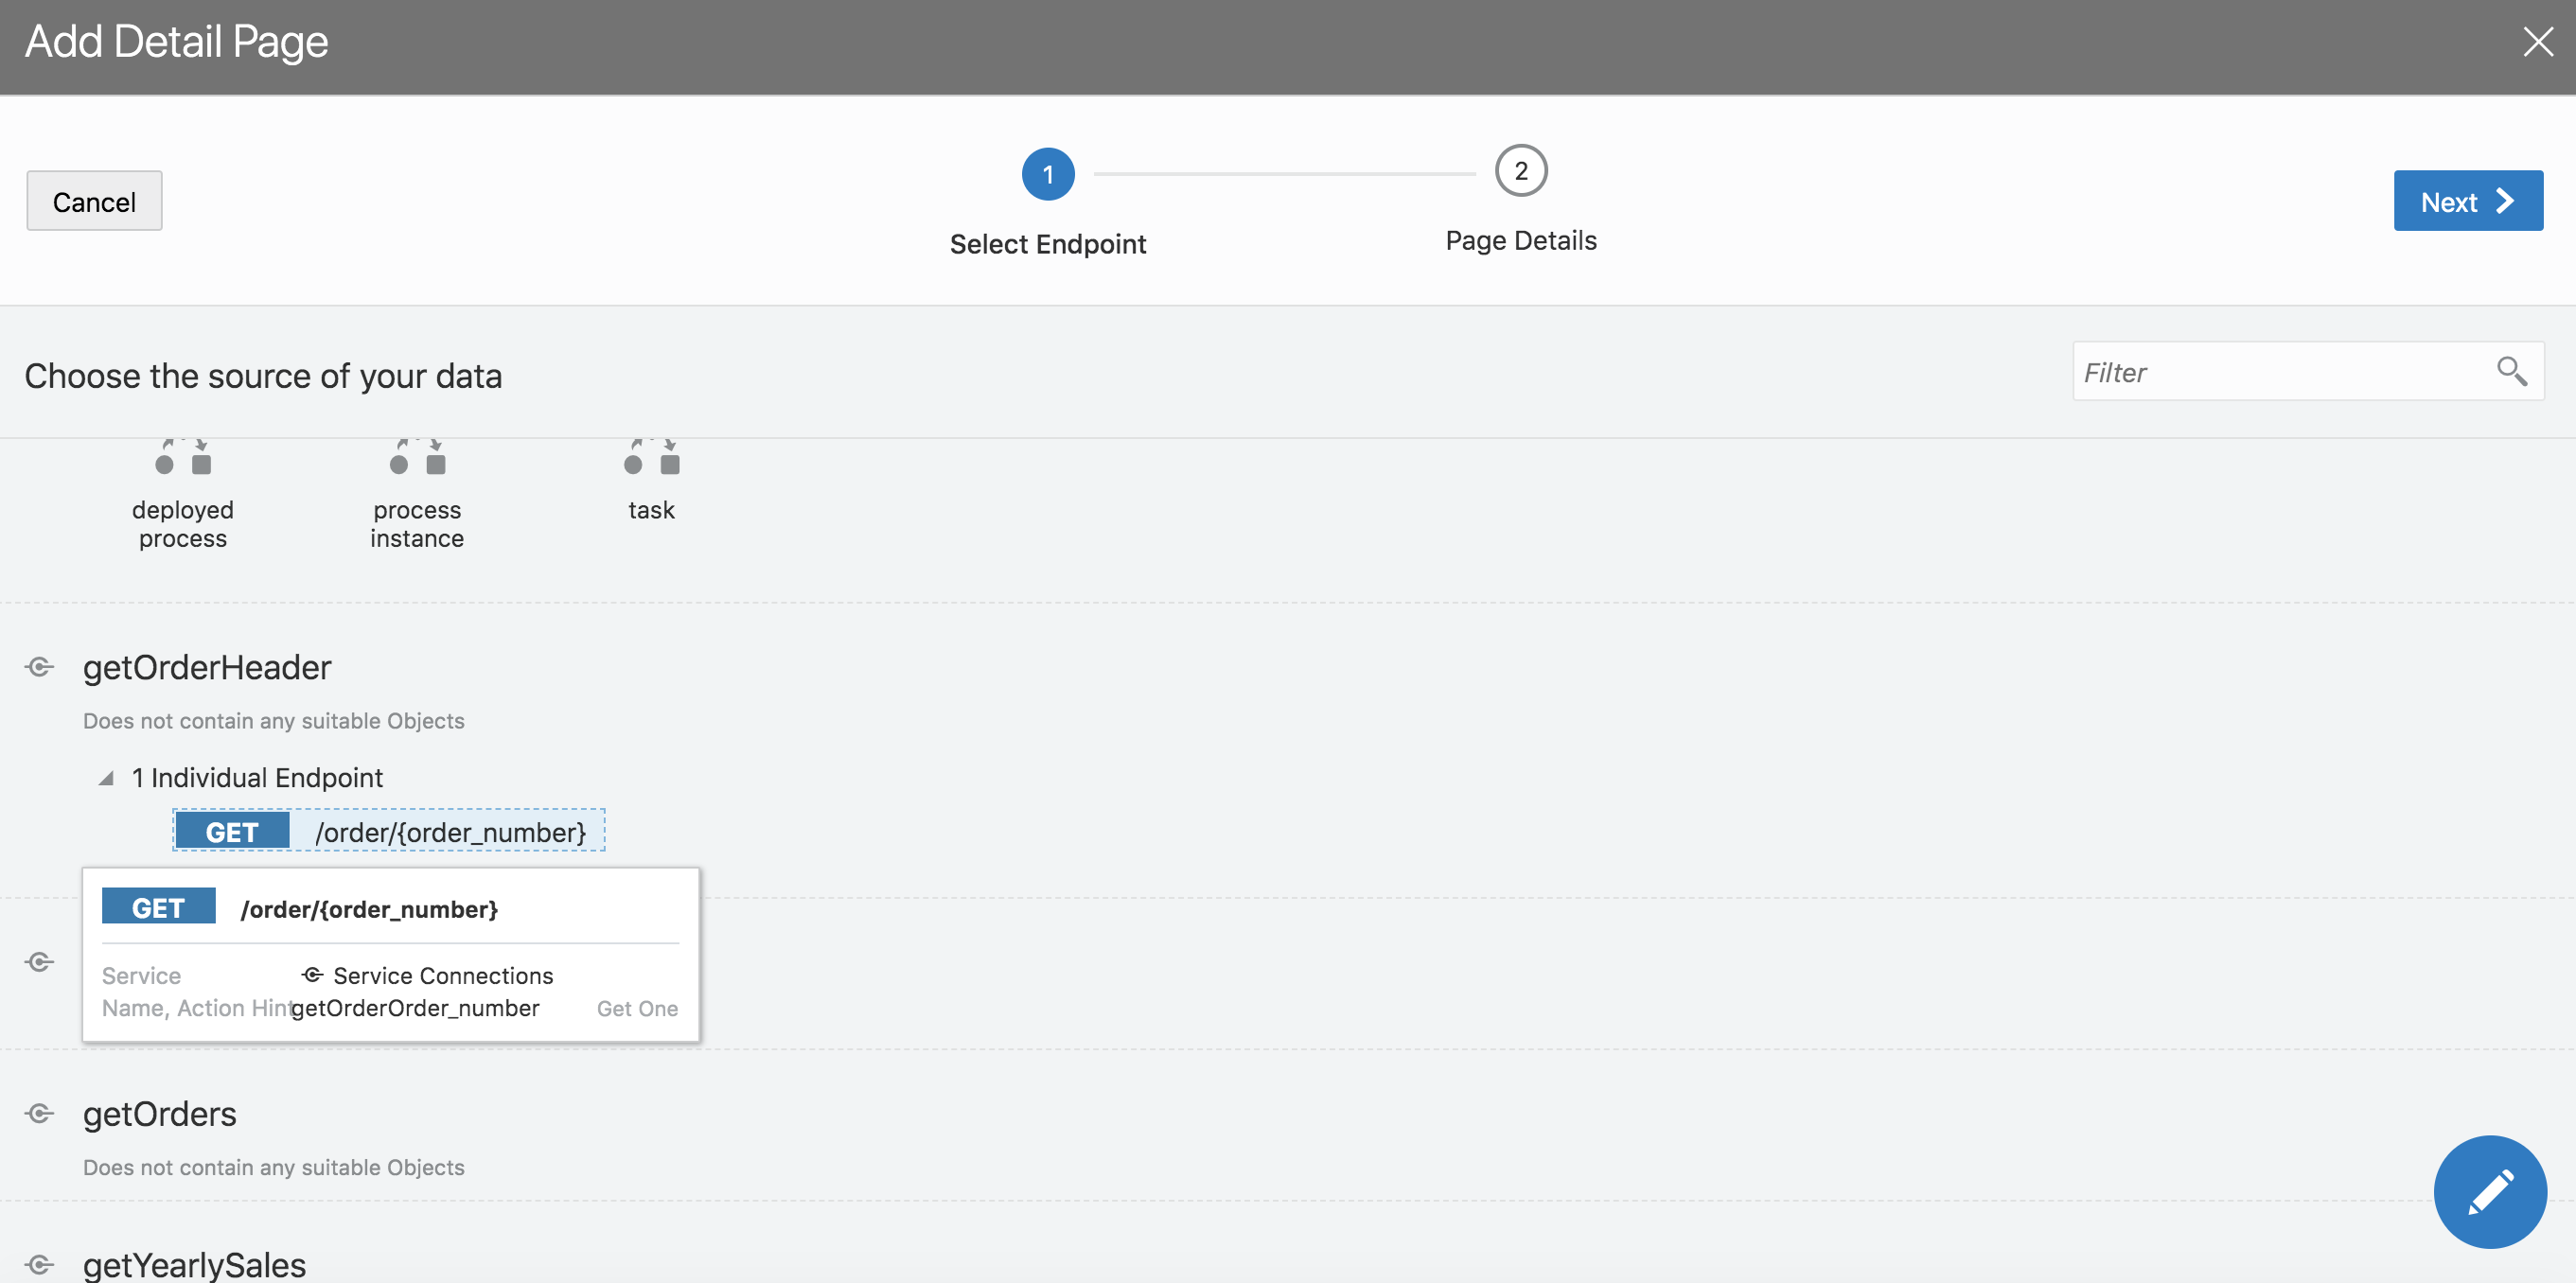 Add Detail Page
Cancel
1
2
Next
Select Endpoint
Page Details
Choose the source of your data
Filter
deployed
process
process
instance
task
getOrderHeader
Does not contain any suitable Objects
1 Individual Endpoint
GET /order/{order_number}
GET /order/{order_number}
Service Service Connections
Name, Action Hint getOrderOrder_number Get One
getOrders
Does not contain any suitable Objects
getYearlySales